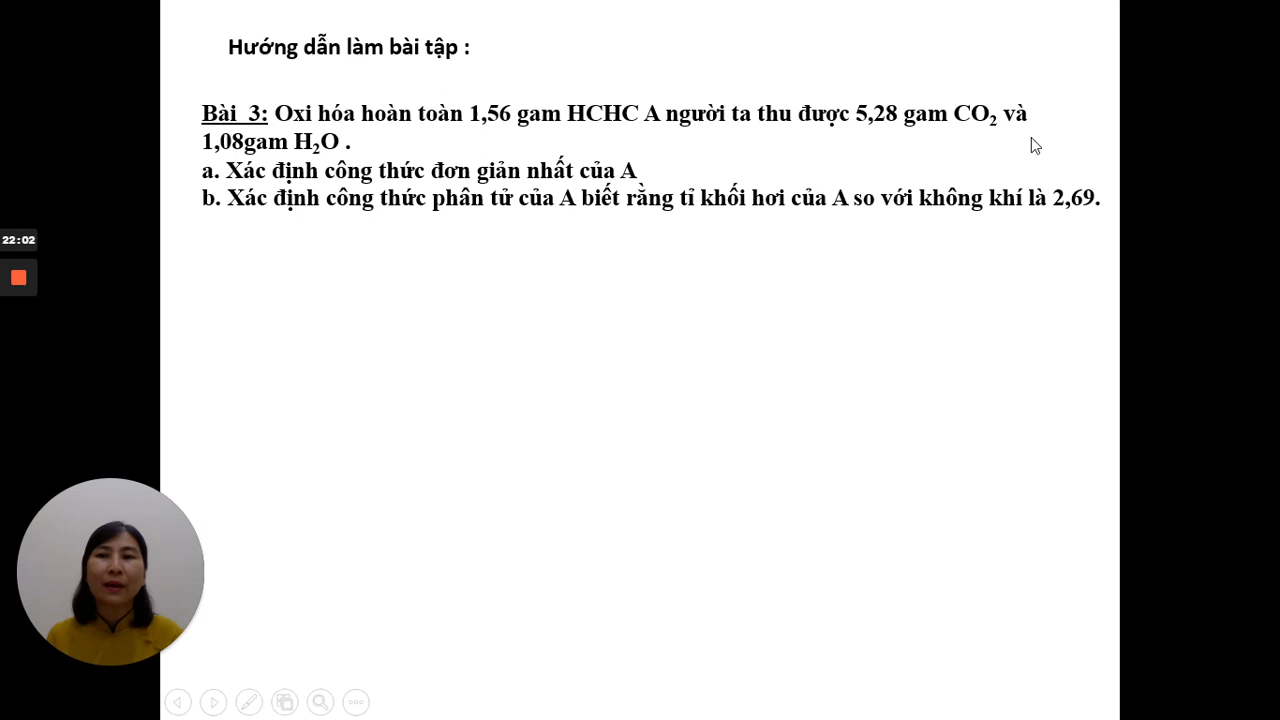 Hướng dẫn làm bài tập :
Bài 3: Oxi hóa hoàn toàn 1,56 gam HCHC A người ta thu được 5,28 gam CO₂ và
1,08gam H₂O .
a. Xác định công thức đơn giản nhất của A
b. Xác định công thức phân tử của A biết rằng tỉ khối hơi của A so với không khí là 2,69.
22:02